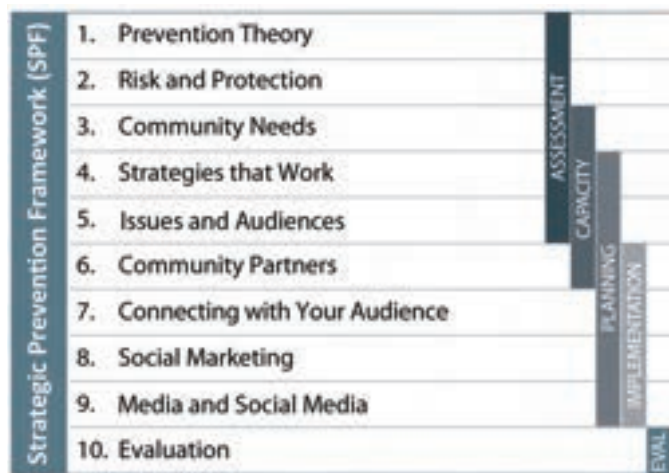 Strategic Prevention Framework (SPF)
1. Prevention Theory
2. Risk and Protection
3. Community Needs
4. Strategies that Work
5. Issues and Audiences
6. Community Partners
7. Connecting with Your Audience
8. Social Marketing
9. Media and Social Media
10. Evaluation
ASSESSMENT
CAPACITY
PLANNING
IMPLEMENTATION
EVAL